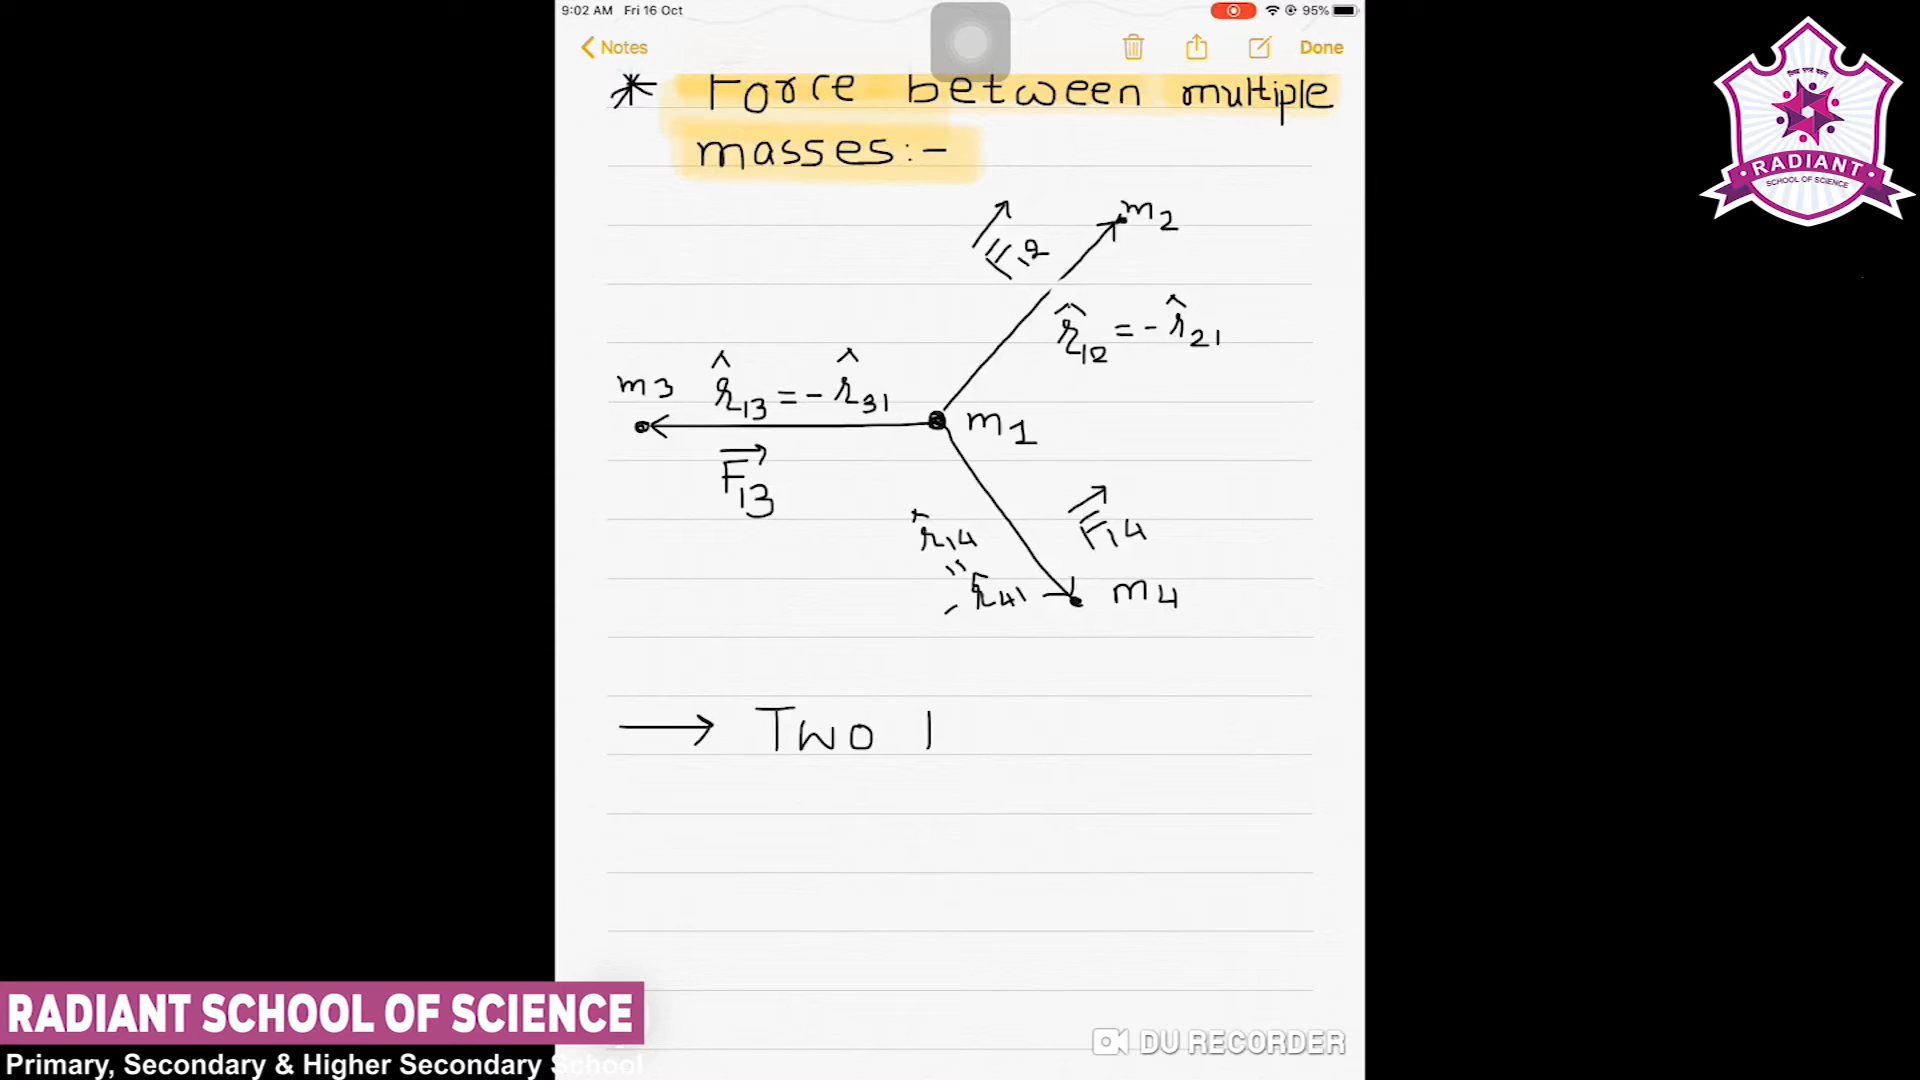 9:02 AM Fri 16 Oct
95%
Notes
Done
* Force between multiple
masses:-
m2
F12
r̂12 = - r̂21
m3 r̂13 = - r̂31
m1
F13
F14
r̂14
=
- r̂41
m4
→ Two
RADIANT
SCHOOL OF SCIENCE
RADIANT SCHOOL OF SCIENCE
Primary, Secondary & Higher Secondary School
DU RECORDER